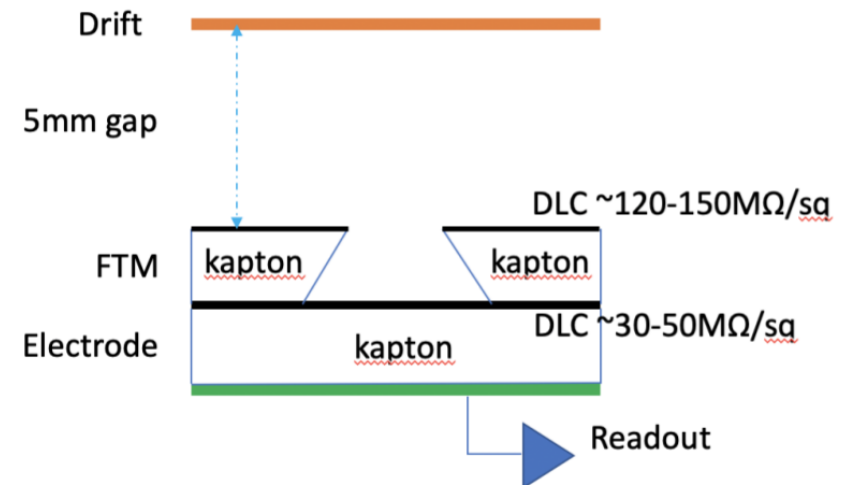 Drift
5mm gap
DLC ~120-150MΩ/sq
FTM
kapton
kapton
DLC ~30-50MΩ/sq
Electrode
kapton
Readout